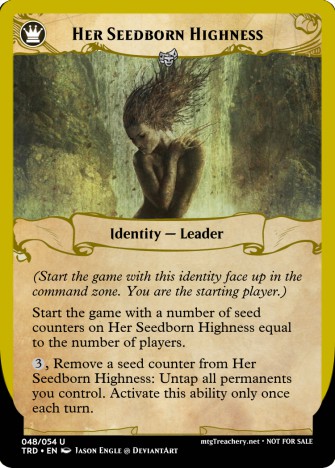 Her Seedborn Highness
Identity — Leader
(Start the game with this identity face up in the
command zone. You are the starting player.)
Start the game with a number of seed
counters on Her Seedborn Highness equal
to the number of players.
3, Remove a seed counter from Her
Seedborn Highness: Untap all permanents
you control. Activate this ability only once
each turn.
048/054 U
TRD • EN Jason Engle @ DeviantArt
mtgTreachery.net • NOT FOR SALE